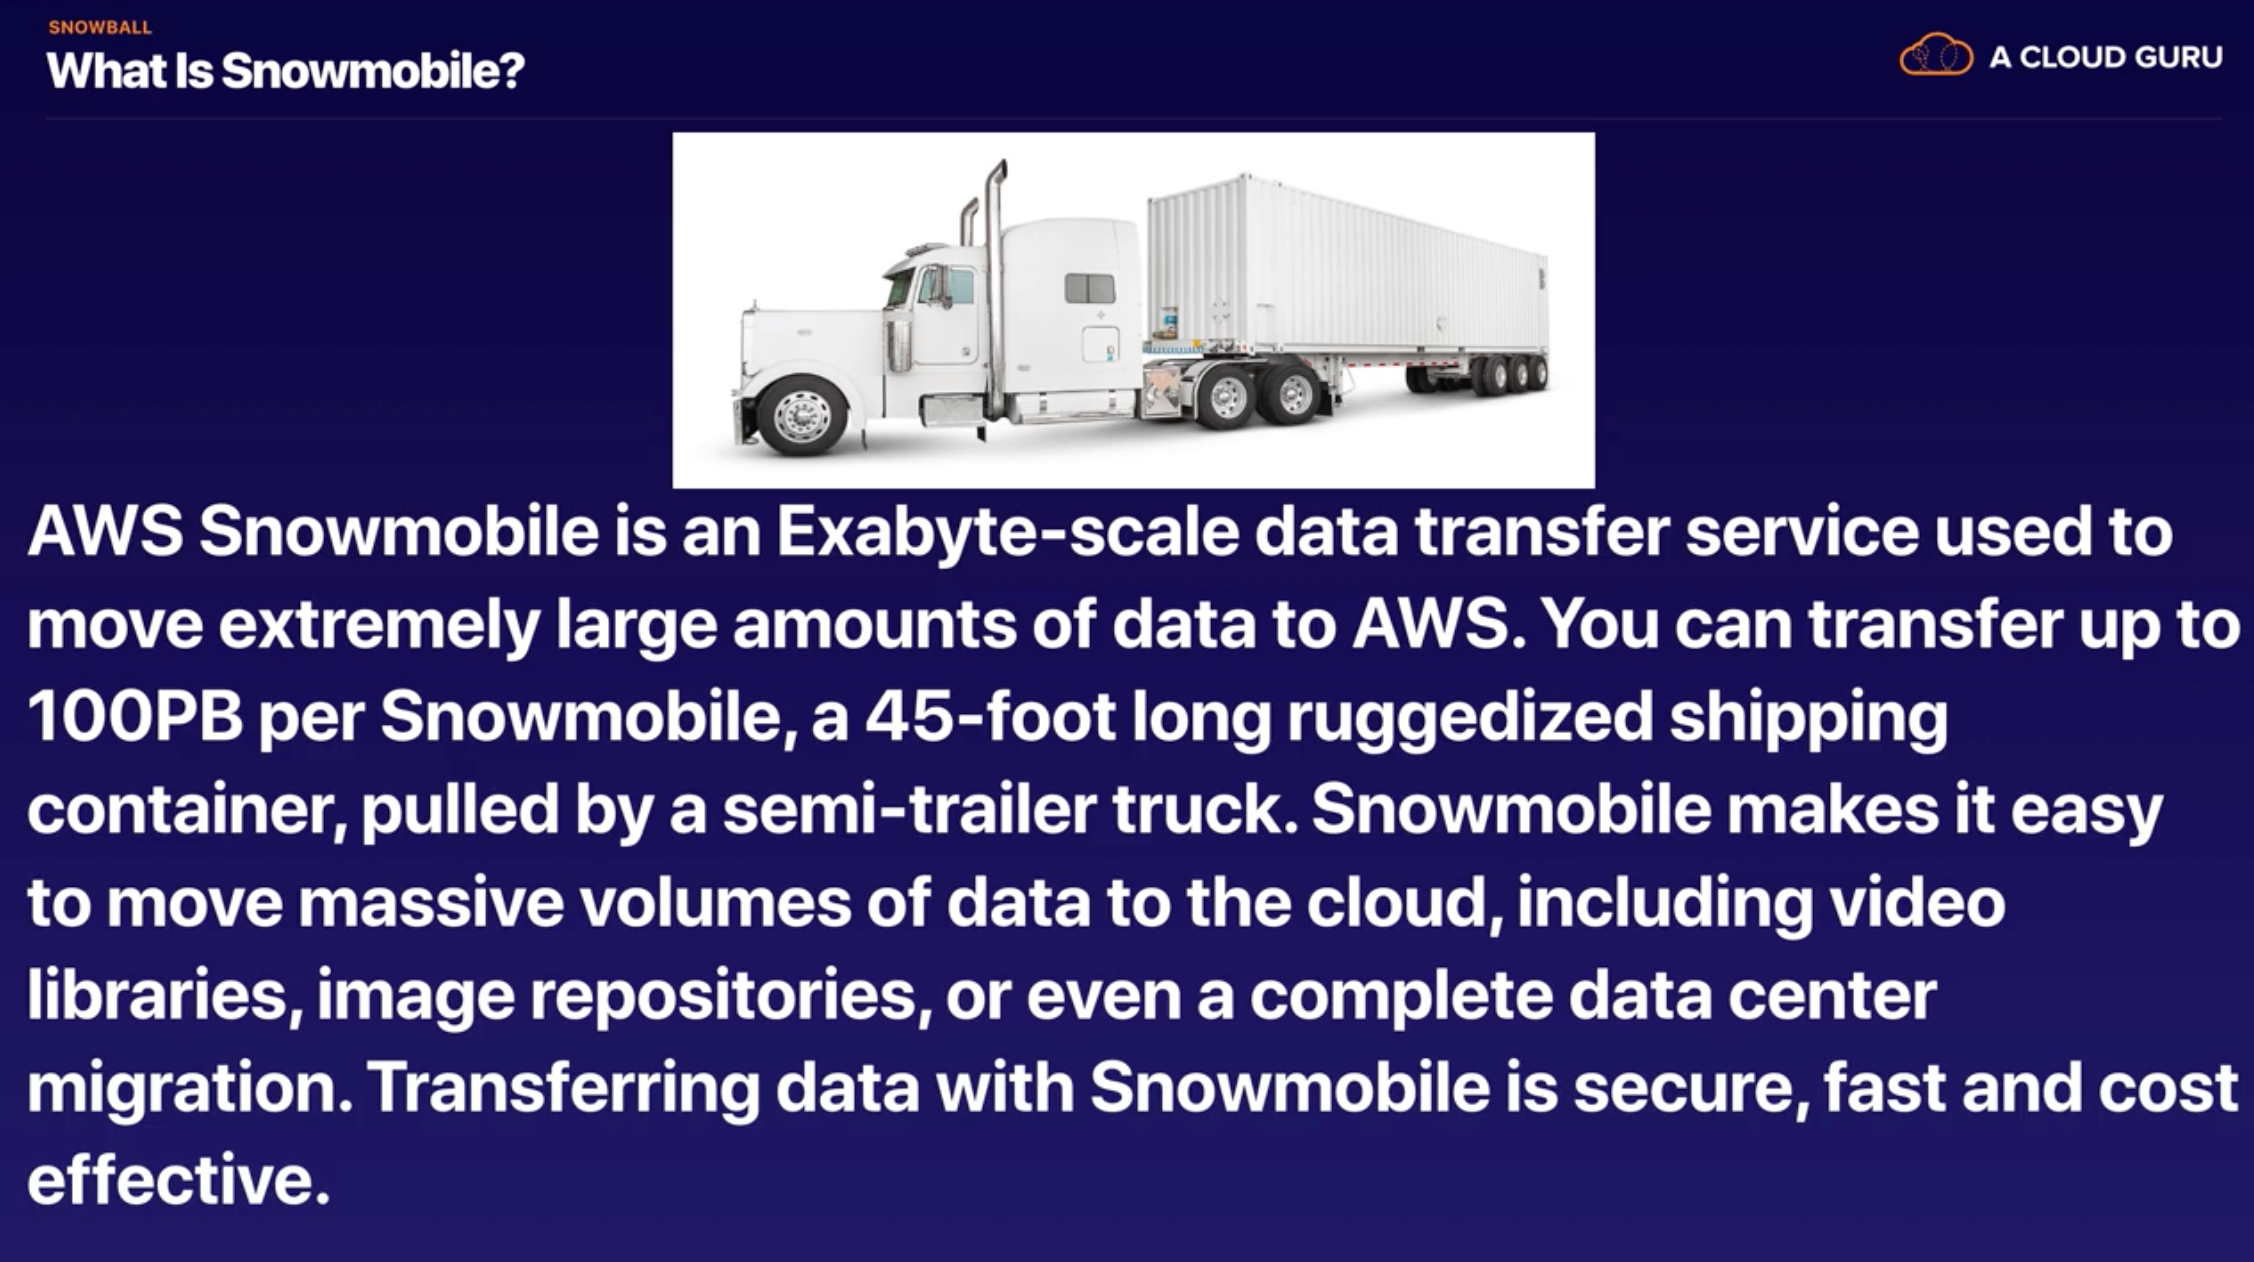 SNOWBALL
What Is Snowmobile?
A CLOUD GURU
AWS Snowmobile is an Exabyte-scale data transfer service used to
move extremely large amounts of data to AWS. You can transfer up to
100PB per Snowmobile, a 45-foot long ruggedized shipping
container, pulled by a semi-trailer truck. Snowmobile makes it easy
to move massive volumes of data to the cloud, including video
libraries, image repositories, or even a complete data center
migration. Transferring data with Snowmobile is secure, fast and cost
effective.